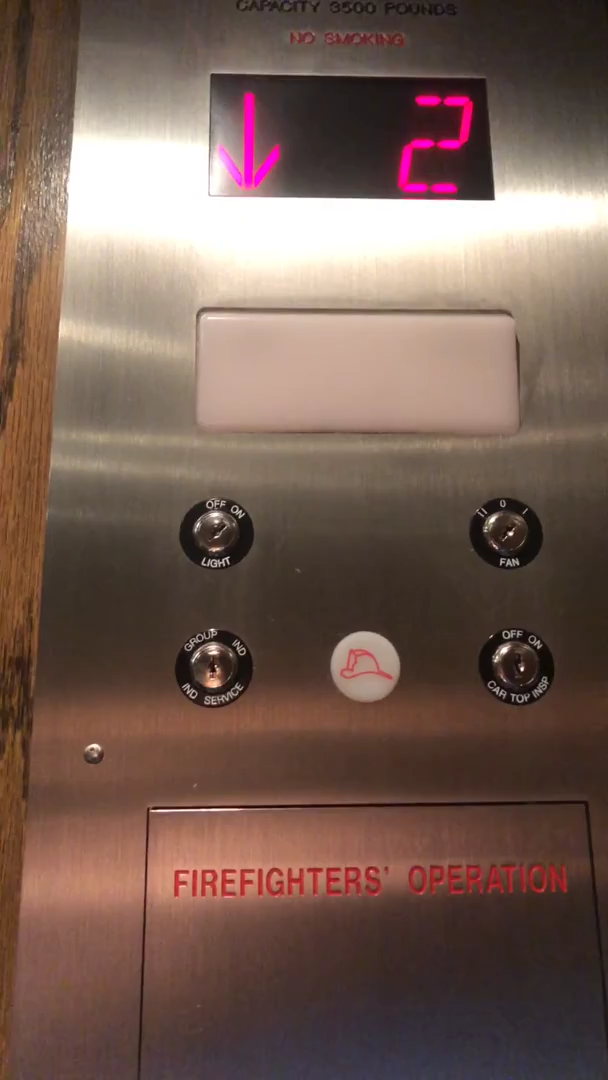 CAPACITY 3500 POUNDS
NO SMOKING
↓ 2
OFF ON
LIGHT
II 0 I
FAN
GROUP IND
IND SERVICE
OFF ON
CAR TOP INSP
FIREFIGHTERS' OPERATION